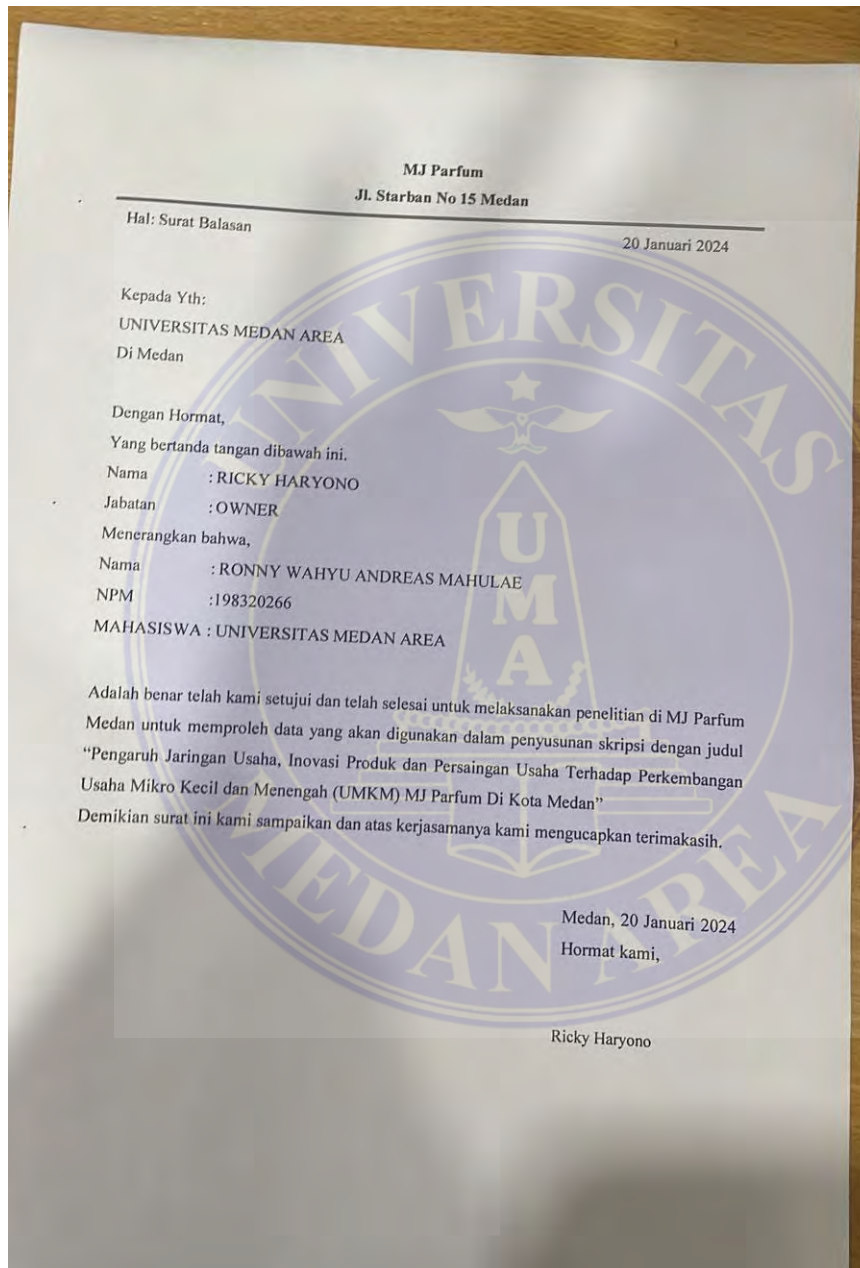 MJ Parfum
Jl. Starban No 15 Medan
Hal: Surat Balasan
20 Januari 2024
Kepada Yth:
UNIVERSITAS MEDAN AREA
Di Medan
Dengan Hormat,
Yang bertanda tangan dibawah ini.
Nama : RICKY HARYONO
Jabatan : OWNER
Menerangkan bahwa,
Nama : RONNY WAHYU ANDREAS MAHULAE
NPM :198320266
MAHASISWA : UNIVERSITAS MEDAN AREA
Adalah benar telah kami setujui dan telah selesai untuk melaksanakan penelitian di MJ Parfum
Medan untuk memproleh data yang akan digunakan dalam penyusunan skripsi dengan judul
“Pengaruh Jaringan Usaha, Inovasi Produk dan Persaingan Usaha Terhadap Perkembangan
Usaha Mikro Kecil dan Menengah (UMKM) MJ Parfum Di Kota Medan”
Demikian surat ini kami sampaikan dan atas kerjasamanya kami mengucapkan terimakasih.
Medan, 20 Januari 2024
Hormat kami,
Ricky Haryono
UNIVERSITAS
UMA
MEDAN AREA